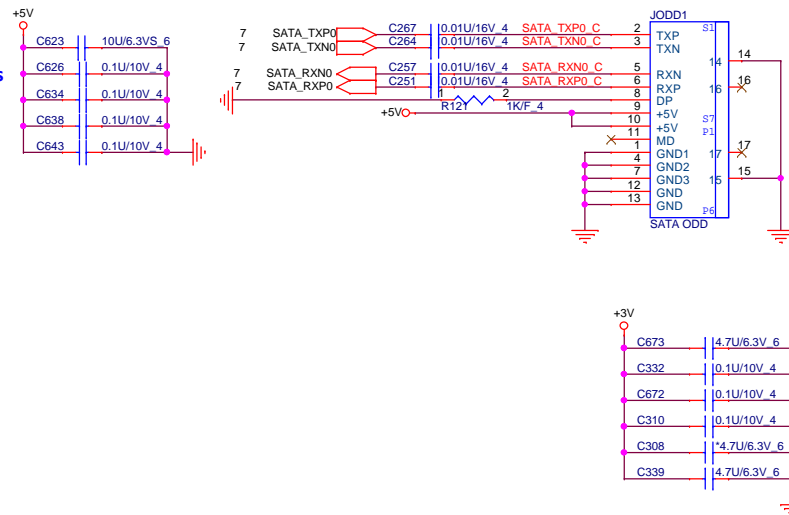 +5V
C623 10U/6.3VS_6
C626 0.1U/10V_4
s
C634 0.1U/10V_4
C638 0.1U/10V_4
C643 0.1U/10V_4
JODD1
7 SATA_TXP0 C267 0.01U/16V_4 SATA_TXP0_C 2 TXP S1
7 SATA_TXN0 C264 0.01U/16V_4 SATA_TXN0_C 3 TXN
14 14
7 SATA_RXN0 C257 0.01U/16V_4 SATA_RXN0_C 5 RXN
7 SATA_RXP0 C251 0.01U/16V_4 SATA_RXP0_C 6 RXP 16 16
1 R121 2 1K/F_4 8 DP
+5V 9 +5V S7
10 +5V P1
11 MD
1 GND1 17 17
4 GND2
7 GND3 15 15
12 GND
13 GND P6
SATA ODD
+3V
C673 4.7U/6.3V_6
C332 0.1U/10V_4
C672 0.1U/10V_4
C310 0.1U/10V_4
C308 *4.7U/6.3V_6
C339 4.7U/6.3V_6